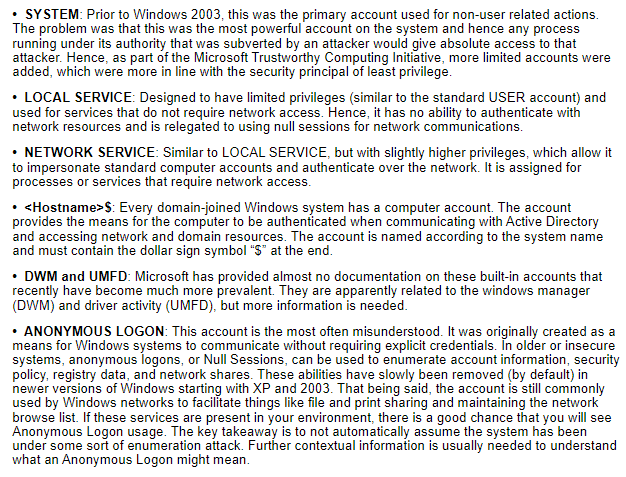 • SYSTEM: Prior to Windows 2003, this was the primary account used for non-user related actions.
The problem was that this was the most powerful account on the system and hence any process
running under its authority that was subverted by an attacker would give absolute access to that
attacker. Hence, as part of the Microsoft Trustworthy Computing Initiative, more limited accounts were
added, which were more in line with the security principal of least privilege.
• LOCAL SERVICE: Designed to have limited privileges (similar to the standard USER account) and
used for services that do not require network access. Hence, it has no ability to authenticate with
network resources and is relegated to using null sessions for network communications.
• NETWORK SERVICE: Similar to LOCAL SERVICE, but with slightly higher privileges, which allow it
to impersonate standard computer accounts and authenticate over the network. It is assigned for
processes or services that require network access.
• <Hostname>$: Every domain-joined Windows system has a computer account. The account
provides the means for the computer to be authenticated when communicating with Active Directory
and accessing network and domain resources. The account is named according to the system name
and must contain the dollar sign symbol “$” at the end.
• DWM and UMFD: Microsoft has provided almost no documentation on these built-in accounts that
recently have become much more prevalent. They are apparently related to the windows manager
(DWM) and driver activity (UMFD), but more information is needed.
• ANONYMOUS LOGON: This account is the most often misunderstood. It was originally created as a
means for Windows systems to communicate without requiring explicit credentials. In older or insecure
systems, anonymous logons, or Null Sessions, can be used to enumerate account information, security
policy, registry data, and network shares. These abilities have slowly been removed (by default) in
newer versions of Windows starting with XP and 2003. That being said, the account is still commonly
used by Windows networks to facilitate things like file and print sharing and maintaining the network
browse list. If these services are present in your environment, there is a good chance that you will see
Anonymous Logon usage. The key takeaway is to not automatically assume the system has been
under some sort of enumeration attack. Further contextual information is usually needed to understand
what an Anonymous Logon might mean.